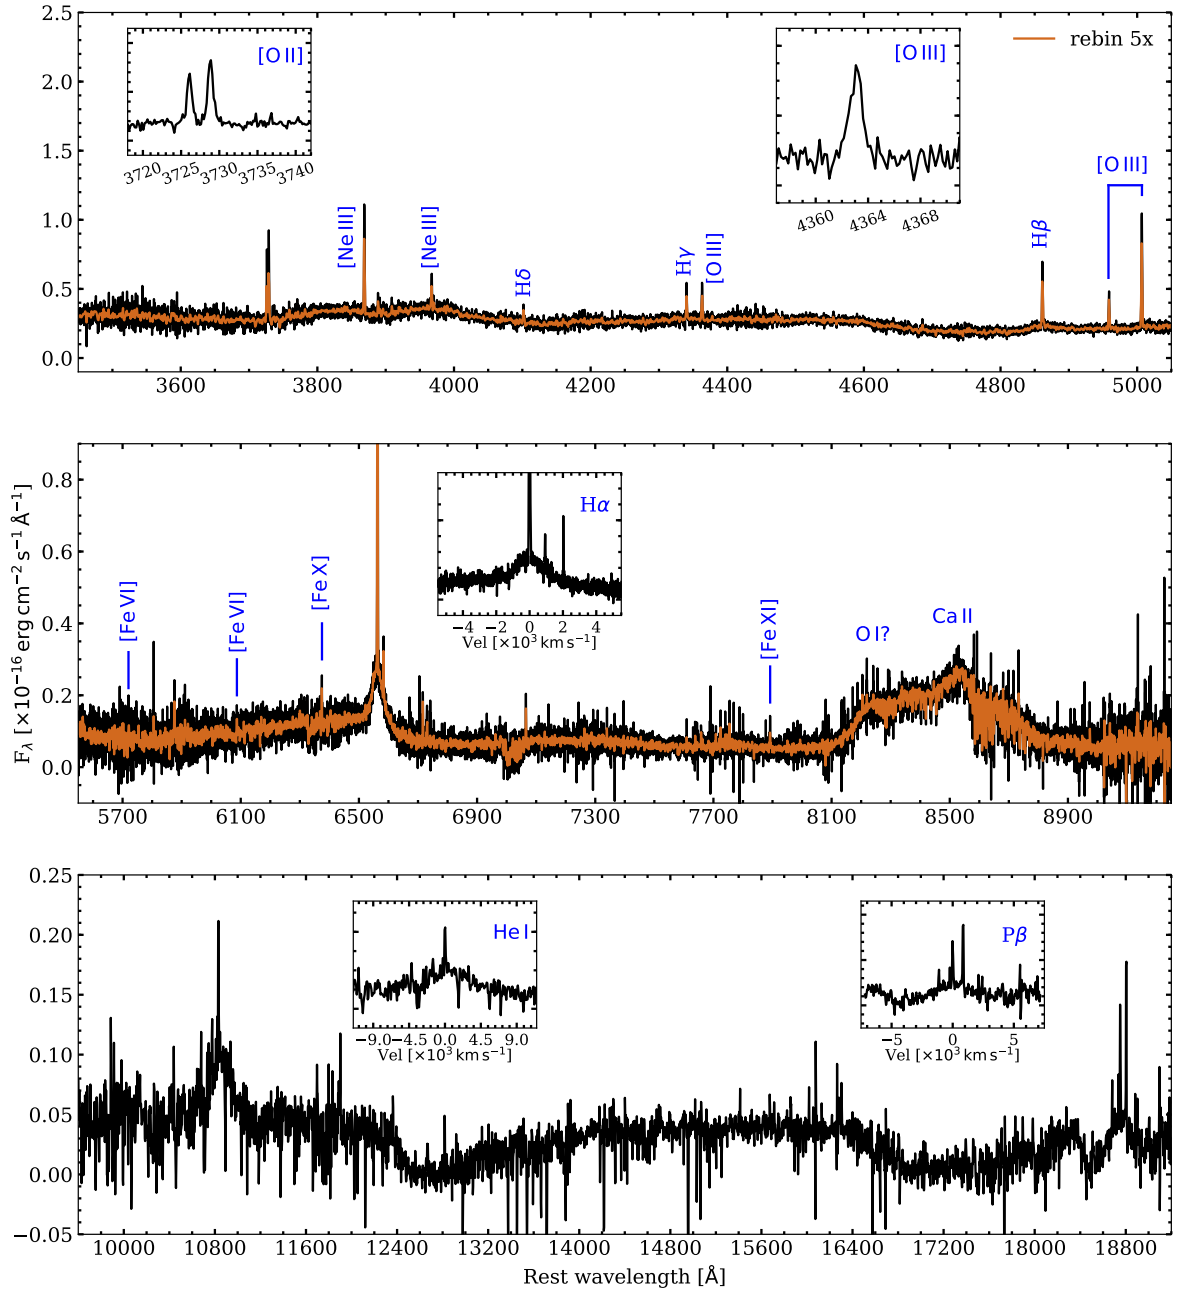 2.5
2.0
1.5
1.0
0.5
0.0
[O II]
3720 3725 3730 3735 3740
[O III]
4360 4364 4368
rebin 5x
[O III]
[Ne III]
[Ne III]
Hδ
Hγ
[O III]
Hβ
3600 3800 4000 4200 4400 4600 4800 5000
Fλ [×10−16 erg cm−2 s−1 Å−1]
0.8
0.6
0.4
0.2
0.0
Hα
−4 −2 0 2 4
Vel [×10³ km s−1]
[Fe VI]
[Fe VI]
[Fe X]
[Fe XI]
O I?
Ca II
5700 6100 6500 6900 7300 7700 8100 8500 8900
0.25
0.20
0.15
0.10
0.05
0.00
−0.05
He I
−9.0 −4.5 0.0 4.5 9.0
Vel [×10³ km s−1]
Pβ
−5 0 5
Vel [×10³ km s−1]
10000 10800 11600 12400 13200 14000 14800 15600 16400 17200 18000 18800
Rest wavelength [Å]